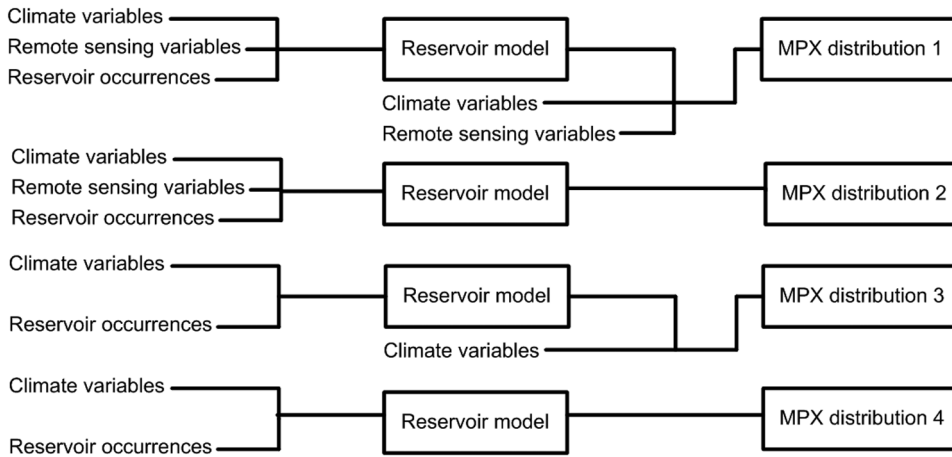 Climate variables
Remote sensing variables
Reservoir occurrences
Reservoir model
Climate variables
Remote sensing variables
MPX distribution 1
Climate variables
Remote sensing variables
Reservoir occurrences
Reservoir model
MPX distribution 2
Climate variables
Reservoir occurrences
Reservoir model
Climate variables
MPX distribution 3
Climate variables
Reservoir occurrences
Reservoir model
MPX distribution 4